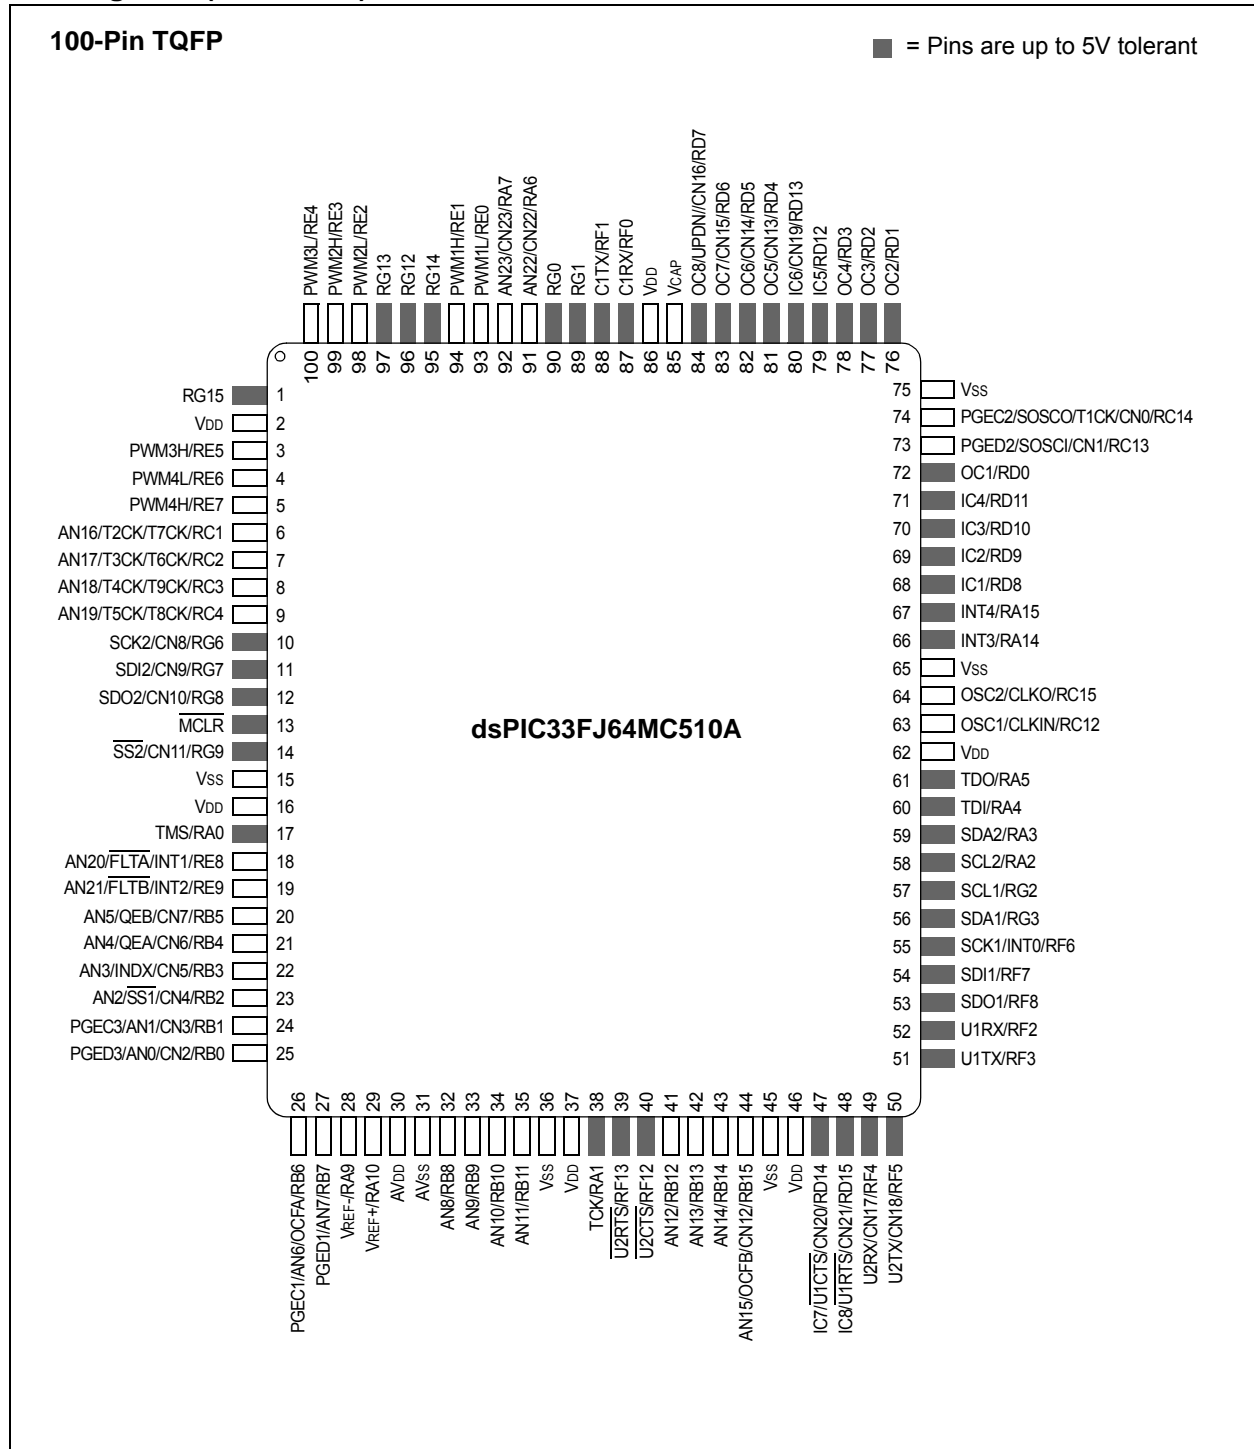 100-Pin TQFP
= Pins are up to 5V tolerant
PWM3L/RE4
PWM2H/RE3
PWM2L/RE2
RG13
RG12
RG14
PWM1H/RE1
PWM1L/RE0
AN23/CN23/RA7
AN22/CN22/RA6
RG0
RG1
C1TX/RF1
C1RX/RF0
VDD
VCAP
OC8/UPDN//CN16/RD7
OC7/CN15/RD6
OC6/CN14/RD5
OC5/CN13/RD4
IC6/CN19/RD13
IC5/RD12
OC4/RD3
OC3/RD2
OC2/RD1
100 99 98 97 96 95 94 93 92 91 90 89 88 87 86 85 84 83 82 81 80 79 78 77 76
RG15 1
VDD 2
PWM3H/RE5 3
PWM4L/RE6 4
PWM4H/RE7 5
AN16/T2CK/T7CK/RC1 6
AN17/T3CK/T6CK/RC2 7
AN18/T4CK/T9CK/RC3 8
AN19/T5CK/T8CK/RC4 9
SCK2/CN8/RG6 10
SDI2/CN9/RG7 11
SDO2/CN10/RG8 12
MCLR 13
SS2/CN11/RG9 14
VSS 15
VDD 16
TMS/RA0 17
AN20/FLTA/INT1/RE8 18
AN21/FLTB/INT2/RE9 19
AN5/QEB/CN7/RB5 20
AN4/QEA/CN6/RB4 21
AN3/INDX/CN5/RB3 22
AN2/SS1/CN4/RB2 23
PGEC3/AN1/CN3/RB1 24
PGED3/AN0/CN2/RB0 25
dsPIC33FJ64MC510A
75 VSS
74 PGEC2/SOSCO/T1CK/CN0/RC14
73 PGED2/SOSCI/CN1/RC13
72 OC1/RD0
71 IC4/RD11
70 IC3/RD10
69 IC2/RD9
68 IC1/RD8
67 INT4/RA15
66 INT3/RA14
65 VSS
64 OSC2/CLKO/RC15
63 OSC1/CLKIN/RC12
62 VDD
61 TDO/RA5
60 TDI/RA4
59 SDA2/RA3
58 SCL2/RA2
57 SCL1/RG2
56 SDA1/RG3
55 SCK1/INT0/RF6
54 SDI1/RF7
53 SDO1/RF8
52 U1RX/RF2
51 U1TX/RF3
26 27 28 29 30 31 32 33 34 35 36 37 38 39 40 41 42 43 44 45 46 47 48 49 50
PGEC1/AN6/OCFA/RB6
PGED1/AN7/RB7
VREF-/RA9
VREF+/RA10
AVDD
AVSS
AN8/RB8
AN9/RB9
AN10/RB10
AN11/RB11
VSS
VDD
TCK/RA1
U2RTS/RF13
U2CTS/RF12
AN12/RB12
AN13/RB13
AN14/RB14
AN15/OCFB/CN12/RB15
VSS
VDD
IC7/U1CTS/CN20/RD14
IC8/U1RTS/CN21/RD15
U2RX/CN17/RF4
U2TX/CN18/RF5